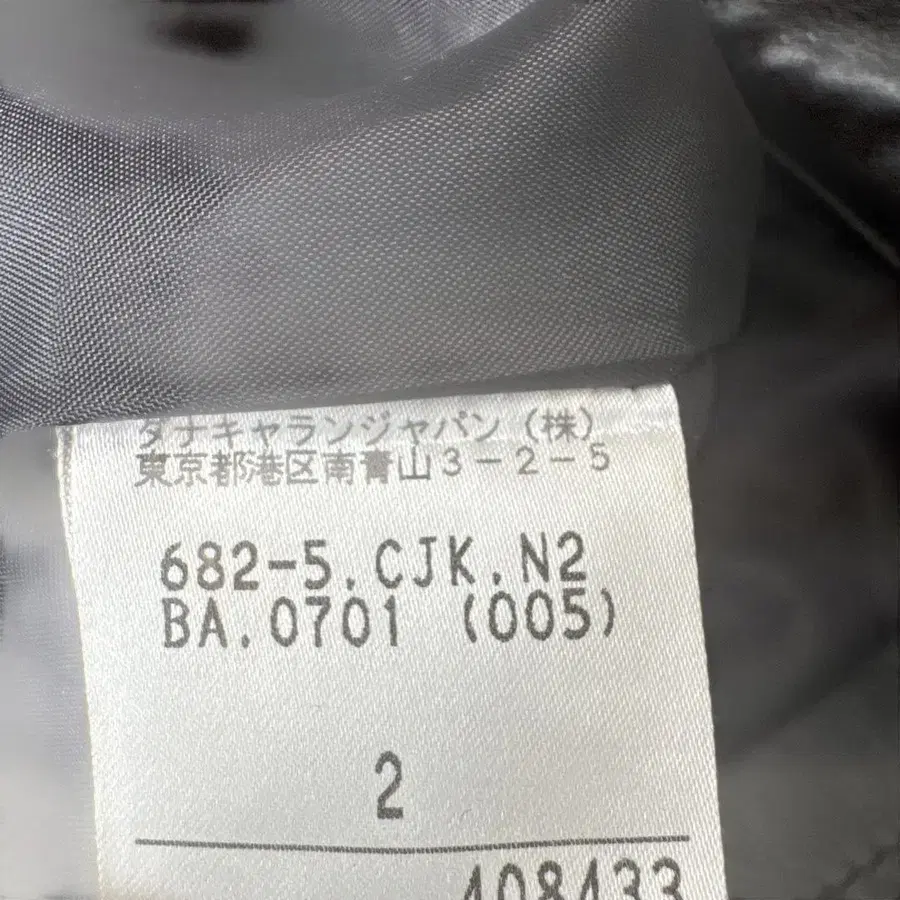 ダナキャランジャパン（株）
東京都港区南青山3-2-5
682-5.CJK.N2
BA.0701 (005)
2
408433